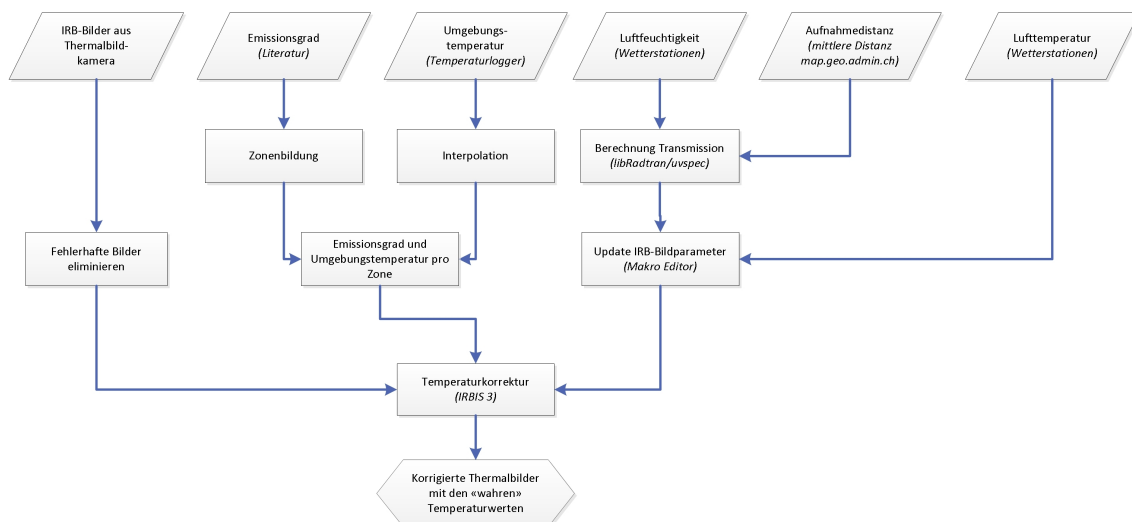 IRB-Bilder aus
Thermalbild-
kamera
Emissionsgrad
(Literatur)
Umgebungs-
temperatur
(Temperaturlogger)
Luftfeuchtigkeit
(Wetterstationen)
Aufnahmedistanz
(mittlere Distanz
map.geo.admin.ch)
Lufttemperatur
(Wetterstationen)
Zonenbildung
Interpolation
Berechnung Transmission
(libRadtran/uvspec)
Fehlerhafte Bilder
eliminieren
Emissionsgrad und
Umgebungstemperatur pro
Zone
Update IRB-Bildparameter
(Makro Editor)
Temperaturkorrektur
(IRBIS 3)
Korrigierte Thermalbilder
mit den «wahren»
Temperaturwerten